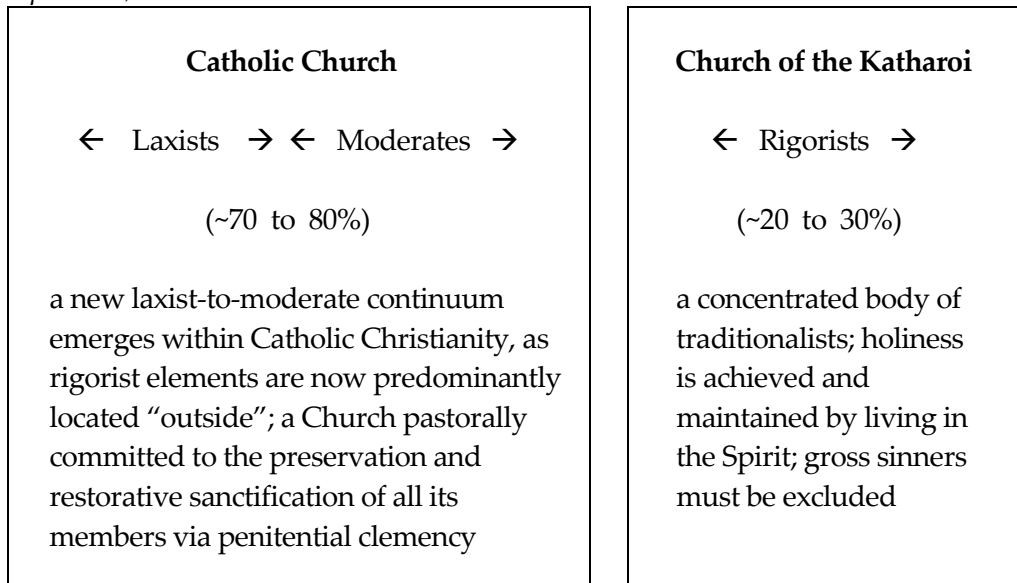 Catholic Church
← Laxists → ← Moderates →
(~70 to 80%)
a new laxist-to-moderate continuum
emerges within Catholic Christianity, as
rigorist elements are now predominantly
located “outside”; a Church pastorally
committed to the preservation and
restorative sanctification of all its
members via penitential clemency
Church of the Katharoi
← Rigorists →
(~20 to 30%)
a concentrated body of
traditionalists; holiness
is achieved and
maintained by living in
the Spirit; gross sinners
must be excluded